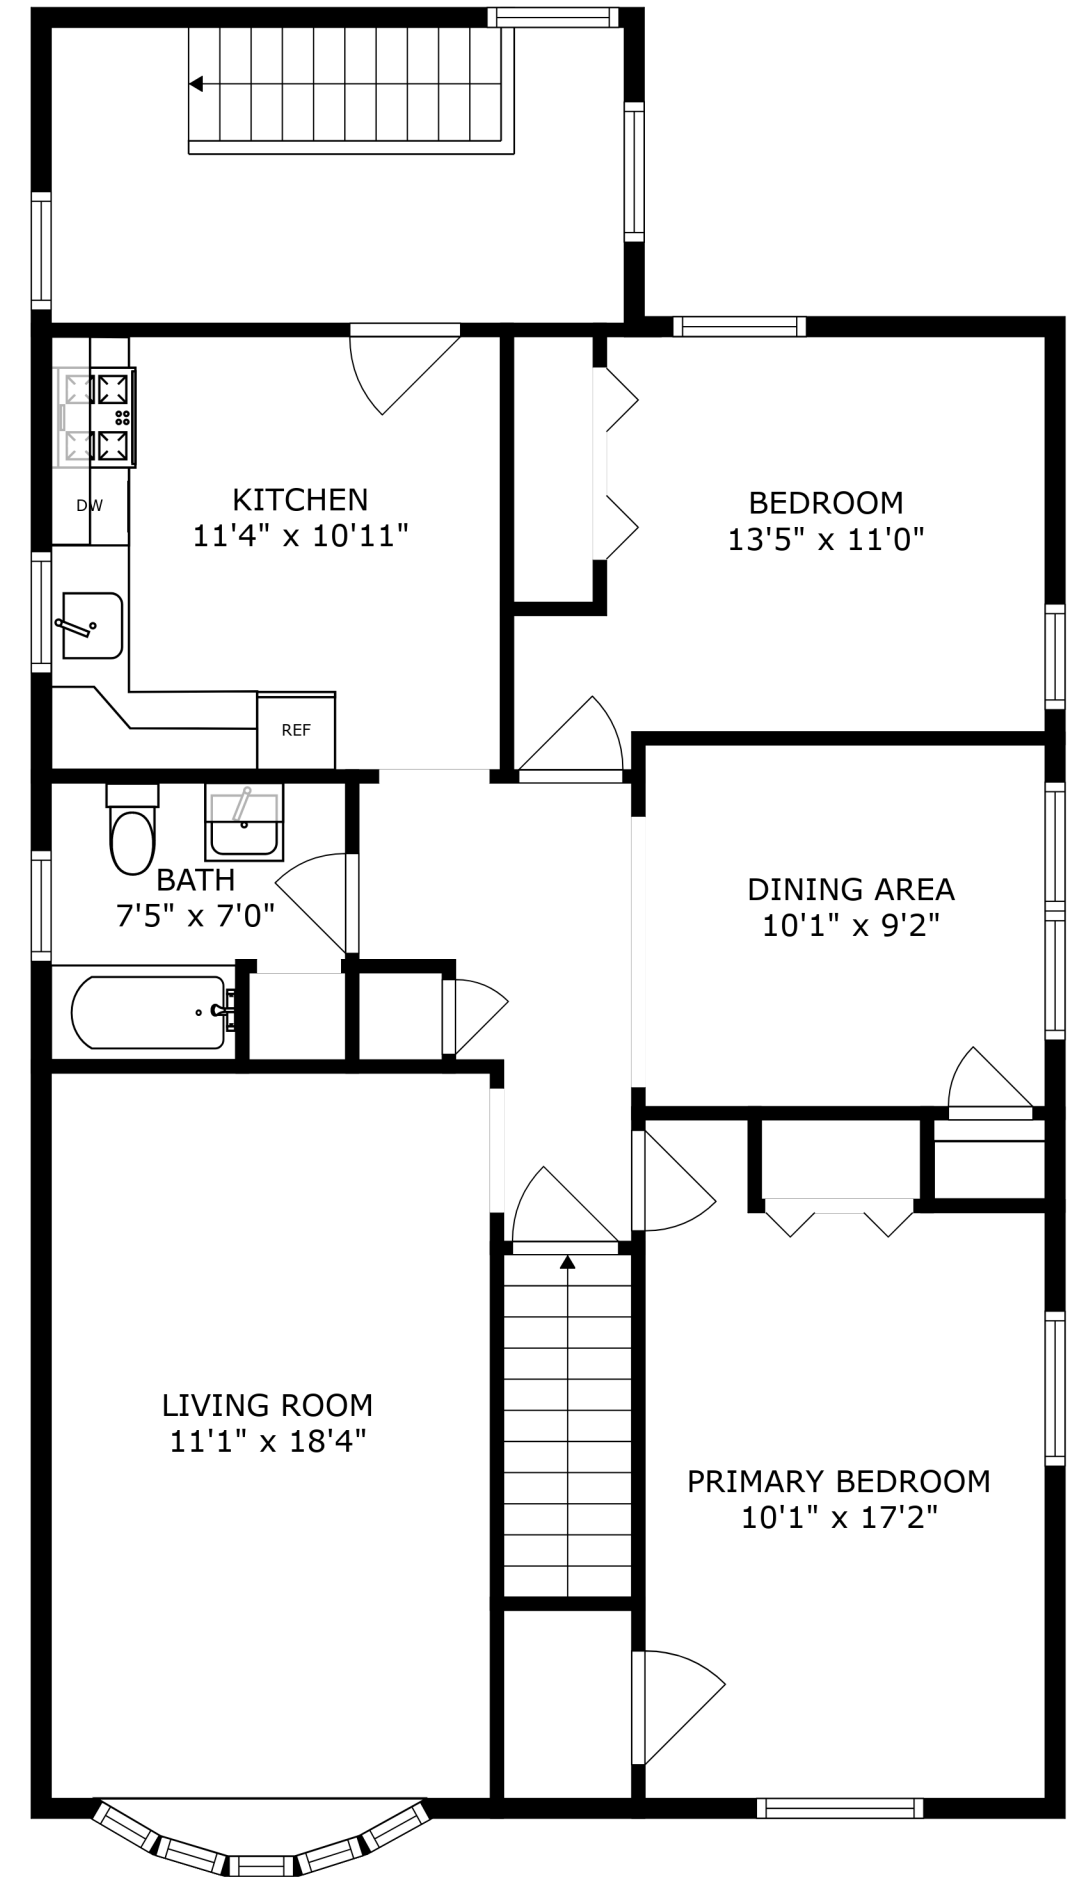 KITCHEN
11'4" x 10'11"
BEDROOM
13'5" x 11'0"
DW
REF
BATH
7'5" x 7'0"
DINING AREA
10'1" x 9'2"
LIVING ROOM
11'1" x 18'4"
PRIMARY BEDROOM
10'1" x 17'2"